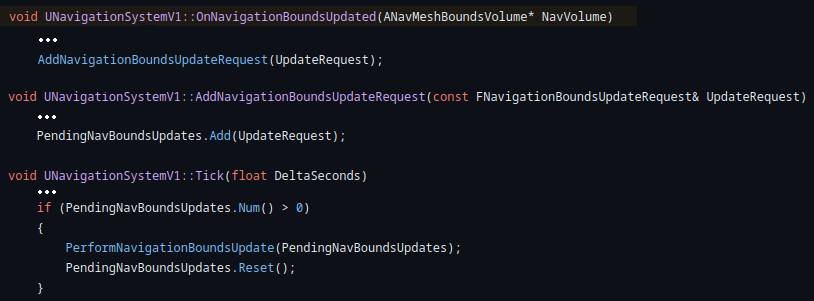 void UNavigationSystemV1::OnNavigationBoundsUpdated(ANavMeshBoundsVolume* NavVolume)
...
AddNavigationBoundsUpdateRequest(UpdateRequest);
void UNavigationSystemV1::AddNavigationBoundsUpdateRequest(const FNavigationBoundsUpdateRequest& UpdateRequest)
...
PendingNavBoundsUpdates.Add(UpdateRequest);
void UNavigationSystemV1::Tick(float DeltaSeconds)
...
if (PendingNavBoundsUpdates.Num() > 0)
{
PerformNavigationBoundsUpdate(PendingNavBoundsUpdates);
PendingNavBoundsUpdates.Reset();
}